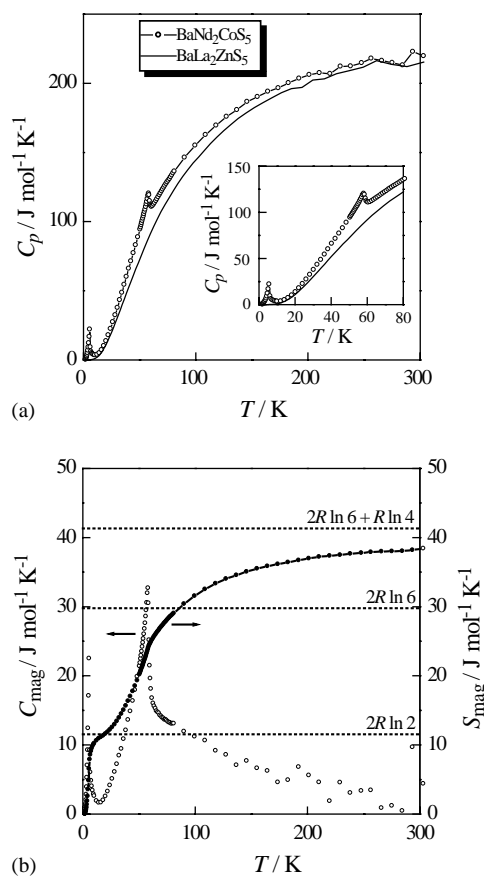 BaNd₂CoS₅
BaLa₂ZnS₅
200
100
0
Cp / J mol⁻¹ K⁻¹
0 100 200 300
T / K
150
125
100
75
50
25
0
Cp / J mol⁻¹ K⁻¹
0 20 40 60 80
T / K
(a)
50
40
30
20
10
0
Cmag / J mol⁻¹ K⁻¹
2R ln 6 + R ln 4
2R ln 6
2R ln 2
50
40
30
20
10
0
Smag / J mol⁻¹ K⁻¹
0 100 200 300
T / K
(b)